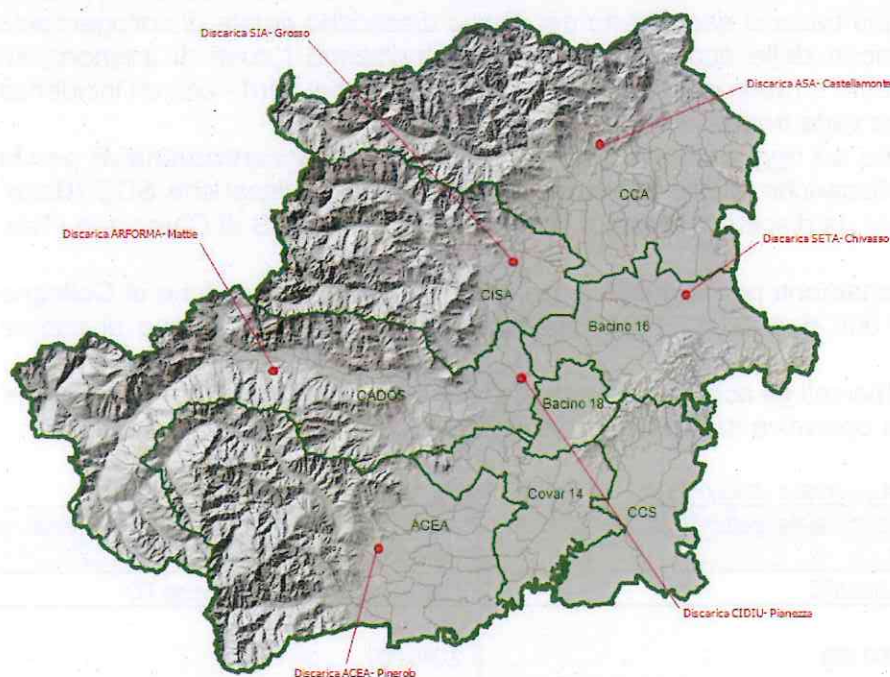 Discarica SIA- Grosso
Discarica ASA- Castellamonte
CCA
Discarica ARFORMA- Mattie
Discarica SETA- Chivasso
CISA
Bacino 16
CADOS
Bacino 18
Covar 14
ACEA
CCS
Discarica CIDIU- Pianezza
Discarica ACEA- Pinerolo